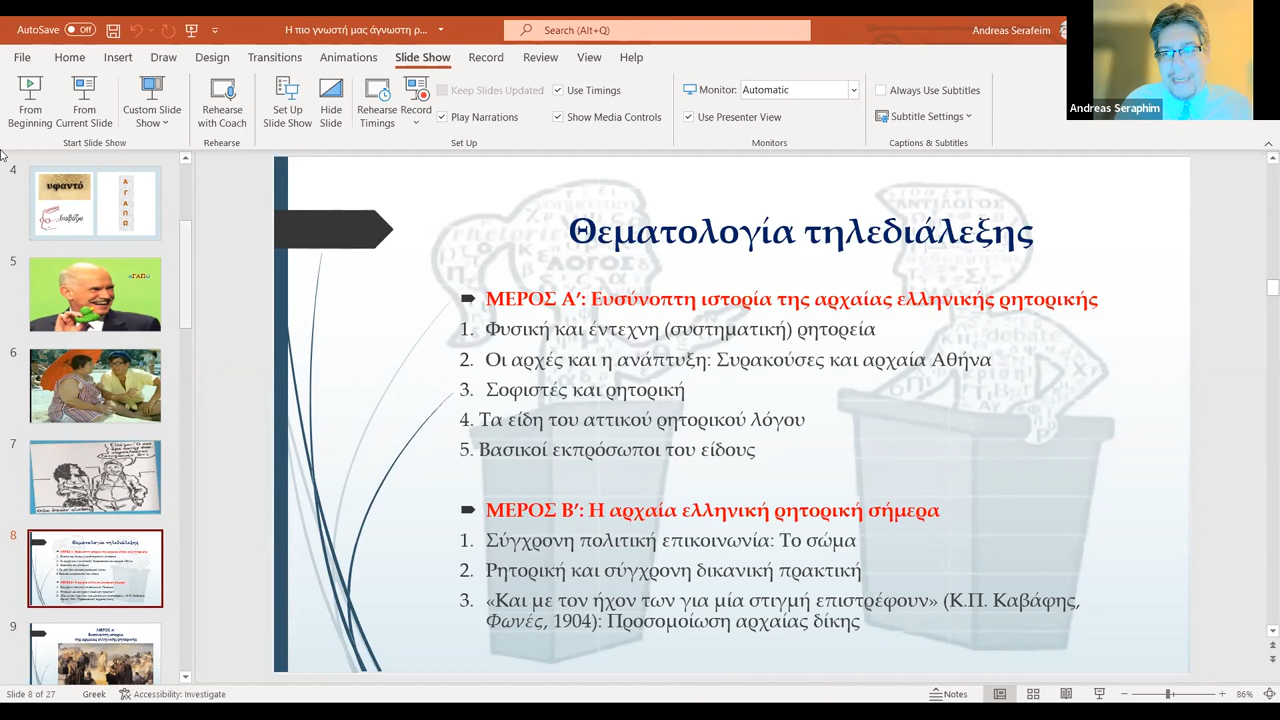 AutoSave Off
Η πιο γνωστή μας άγνωστη ρ...
Search (Alt+Q)
Andreas Serafeim
File Home Insert Draw Design Transitions Animations Slide Show Record Review View Help
From Beginning
From Current Slide
Custom Slide Show
Rehearse with Coach
Set Up Slide Show
Hide Slide
Rehearse Timings
Record
Keep Slides Updated
Play Narrations
Use Timings
Show Media Controls
Monitor: Automatic
Use Presenter View
Always Use Subtitles
Subtitle Settings
Start Slide Show
Rehearse
Set Up
Monitors
Captions & Subtitles
Andreas Seraphim
4
υφαντό
διαβάζω
ΑΓΑΠΩ
5
6
7
8
9
Θεματολογία τηλεδιάλεξης
ΜΕΡΟΣ Α’: Ευσύνοπτη ιστορία της αρχαίας ελληνικής ρητορικής
1. Φυσική και έντεχνη (συστηματική) ρητορεία
2. Οι αρχές και η ανάπτυξη: Συρακούσες και αρχαία Αθήνα
3. Σοφιστές και ρητορική
4. Τα είδη του αττικού ρητορικού λόγου
5. Βασικοί εκπρόσωποι του είδους
ΜΕΡΟΣ Β’: Η αρχαία ελληνική ρητορική σήμερα
1. Σύγχρονη πολιτική επικοινωνία: Το σώμα
2. Ρητορική και σύγχρονη δικανική πρακτική
3. «Και με τον ήχον των για μία στιγμή επιστρέφουν» (Κ.Π. Καβάφης,
Φωνές, 1904): Προσομοίωση αρχαίας δίκης
Slide 8 of 27
Greek
Accessibility: Investigate
Notes
86%